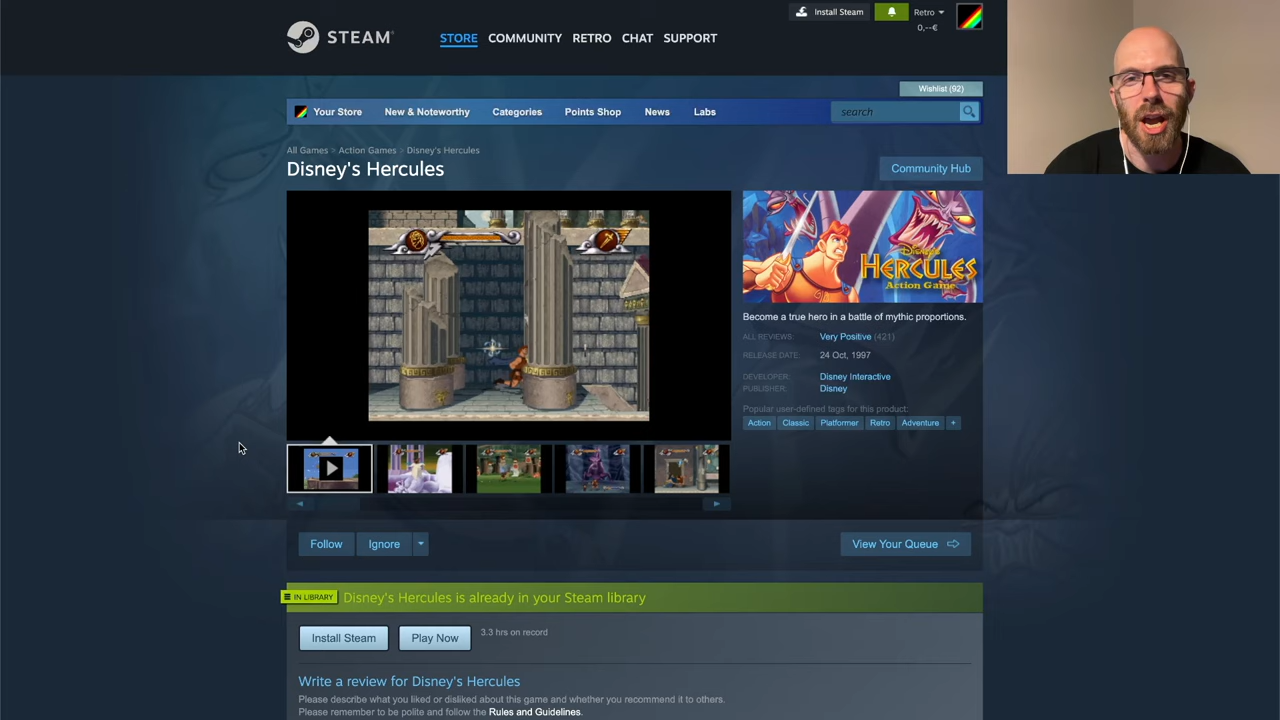 Install Steam
Retro
0,--€
STEAM®
STORE COMMUNITY RETRO CHAT SUPPORT
Wishlist (92)
Your Store New & Noteworthy Categories Points Shop News Labs
search
All Games > Action Games > Disney's Hercules
Disney's Hercules
Community Hub
Disney's
HERCULES
Action Game
Become a true hero in a battle of mythic proportions.
ALL REVIEWS: Very Positive (421)
RELEASE DATE: 24 Oct, 1997
DEVELOPER: Disney Interactive
PUBLISHER: Disney
Popular user-defined tags for this product:
Action Classic Platformer Retro Adventure +
Follow Ignore
View Your Queue
IN LIBRARY Disney's Hercules is already in your Steam library
Install Steam Play Now 3.3 hrs on record
Write a review for Disney's Hercules
Please describe what you liked or disliked about this game and whether you recommend it to others.
Please remember to be polite and follow the Rules and Guidelines.